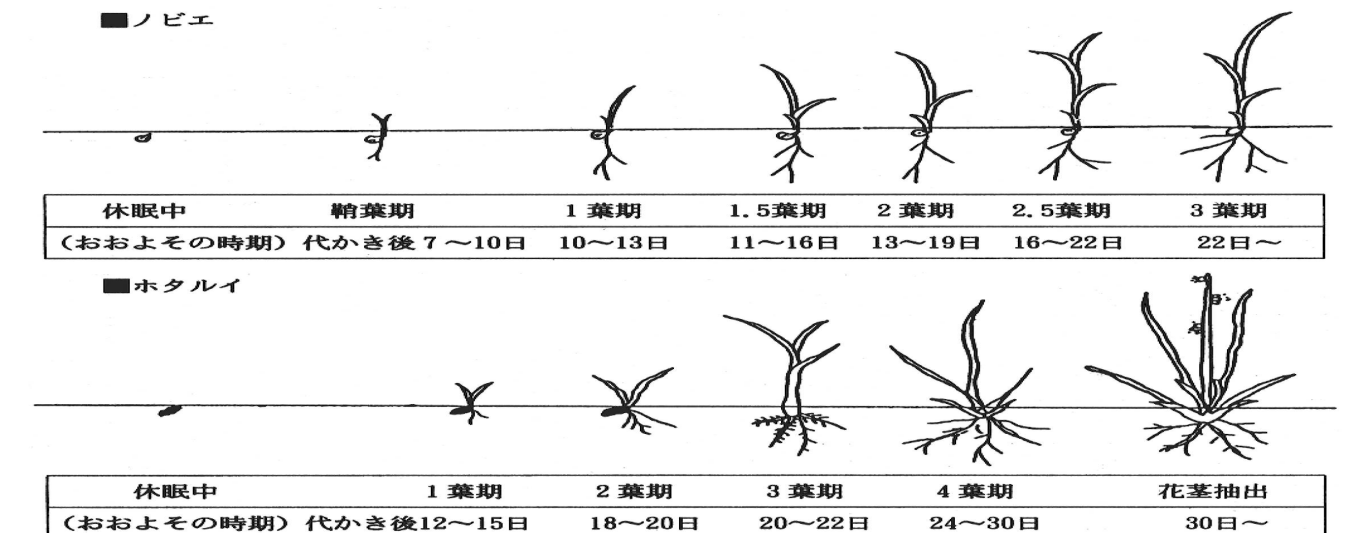 ■ノビエ
休眠中 鞘葉期 1葉期 1.5葉期 2葉期 2.5葉期 3葉期
(おおよその時期) 代かき後7～10日 10～13日 11～16日 13～19日 16～22日 22日～
■ホタルイ
休眠中 1葉期 2葉期 3葉期 4葉期 花茎抽出
(おおよその時期) 代かき後12～15日 18～20日 20～22日 24～30日 30日～